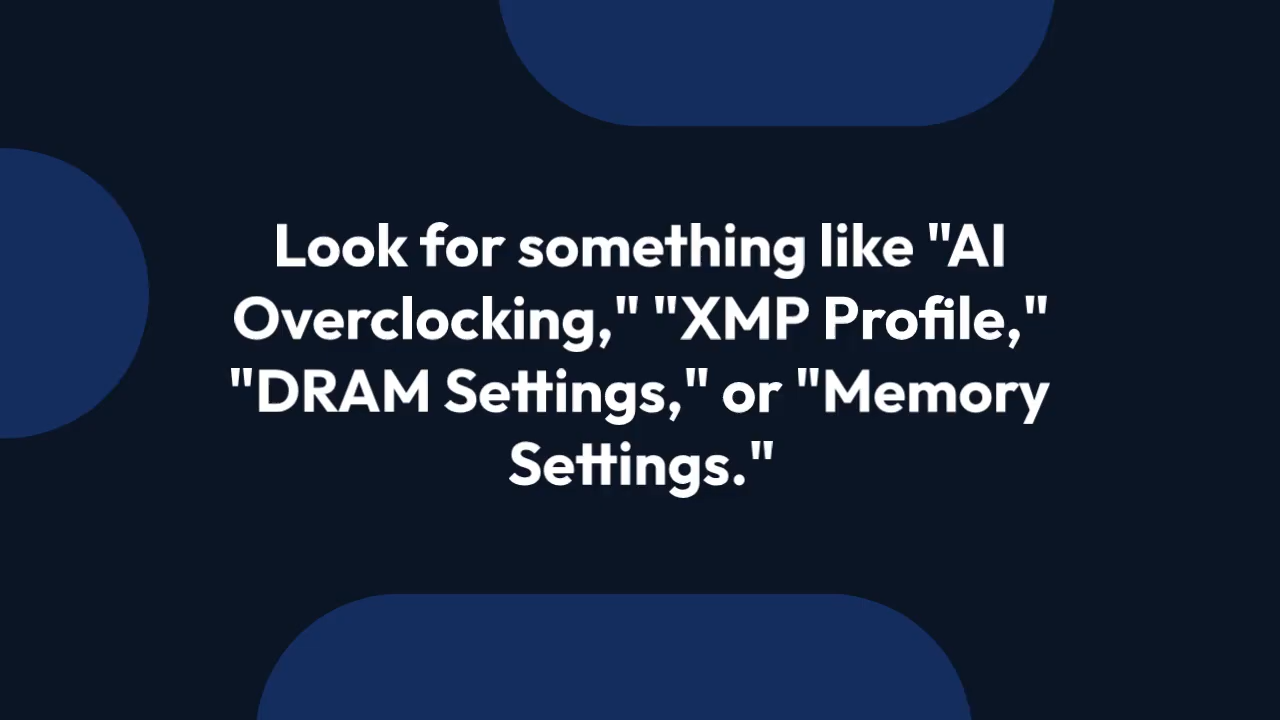 Look for something like "AI
Overclocking," "XMP Profile,"
"DRAM Settings," or "Memory
Settings."